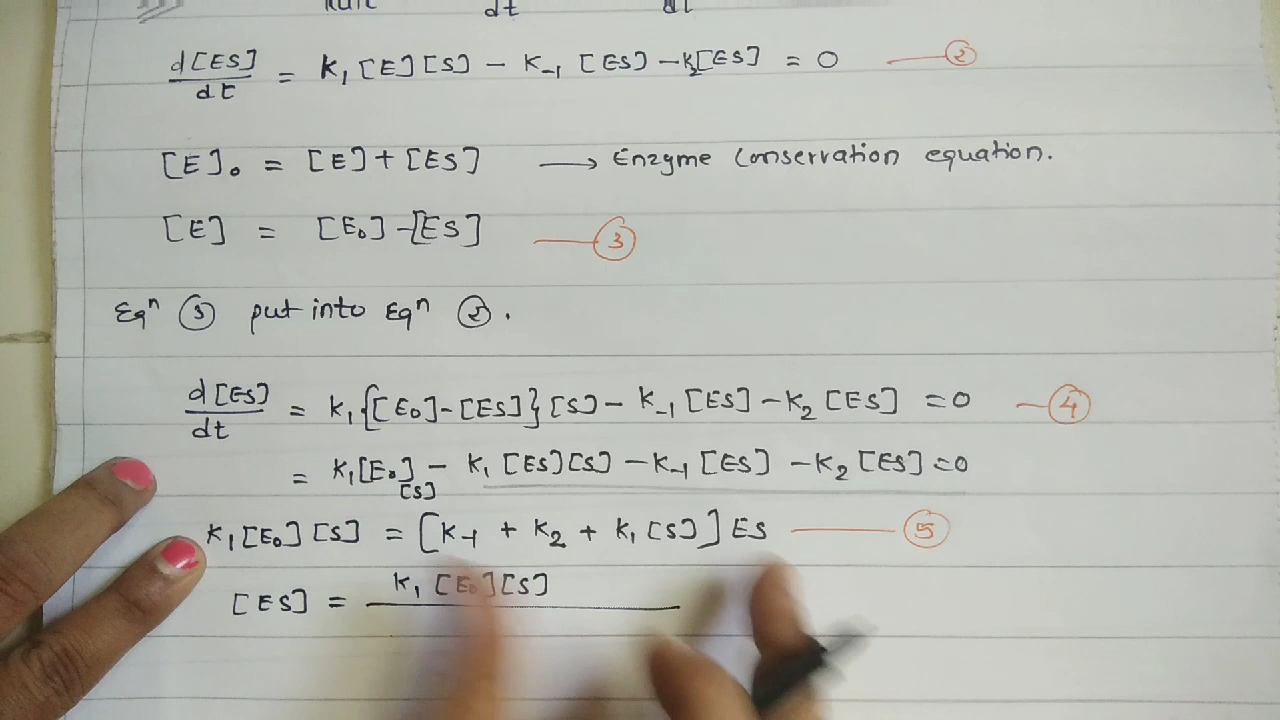 dt
d[ES]/dt = K₁[E][S] - K₋₁ [ES] - K₂[ES] = 0 — ②
[E]₀ = [E] + [ES] → Enzyme Conservation equation.
[E] = [E₀] - [ES] — ③
Eqⁿ ③ put into Eqⁿ ②.
d[ES]/dt = K₁{[E₀]-[ES]}[S] - K₋₁[ES] - K₂[ES] = 0 — ④
= K₁[E₀][S] - K₁[ES][S] - K₋₁[ES] - K₂[ES] = 0
K₁[E₀][S] = [K₋₁ + K₂ + K₁[S]] ES — ⑤
[ES] = K₁[E₀][S]